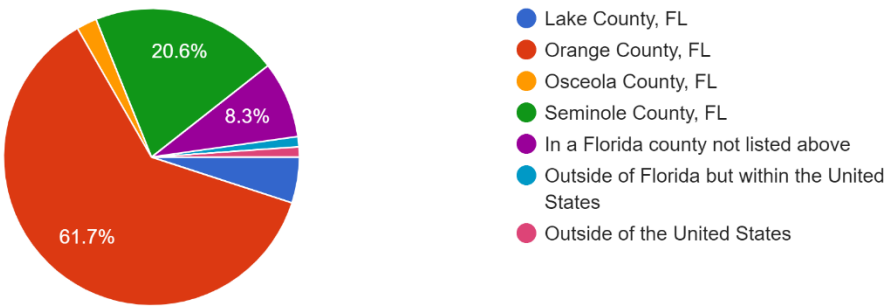 20.6%
8.3%
61.7%
Lake County, FL
Orange County, FL
Osceola County, FL
Seminole County, FL
In a Florida county not listed above
Outside of Florida but within the United
States
Outside of the United States